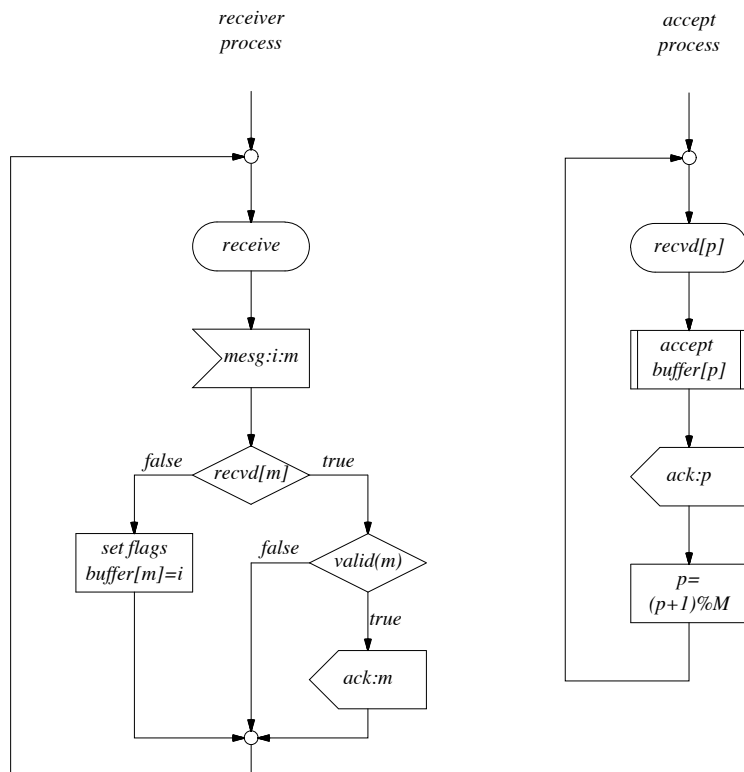 receiver
process
receive
mesg:i:m
false
recvd[m]
true
set flags
buffer[m]=i
false
valid(m)
true
ack:m
accept
process
recvd[p]
accept
buffer[p]
ack:p
p=
(p+1)%M